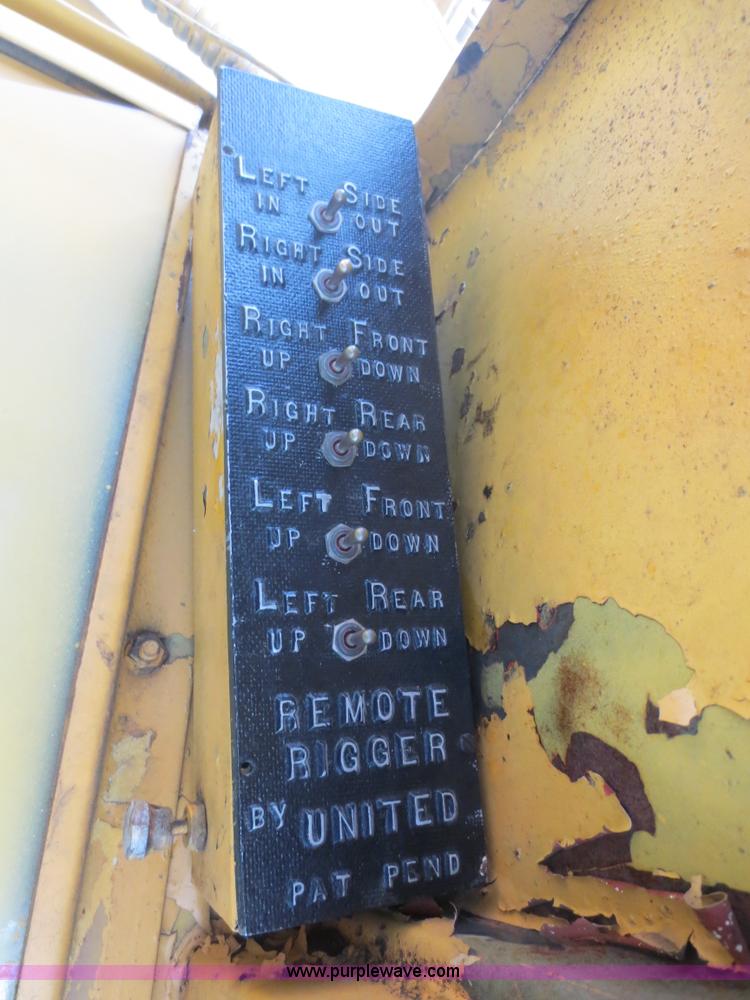 LEFT SIDE
IN OUT
RIGHT SIDE
IN OUT
RIGHT FRONT
UP DOWN
RIGHT REAR
UP DOWN
LEFT FRONT
UP DOWN
LEFT REAR
UP DOWN
REMOTE
RIGGER
BY UNITED
PAT PEND
www.purplewave.com